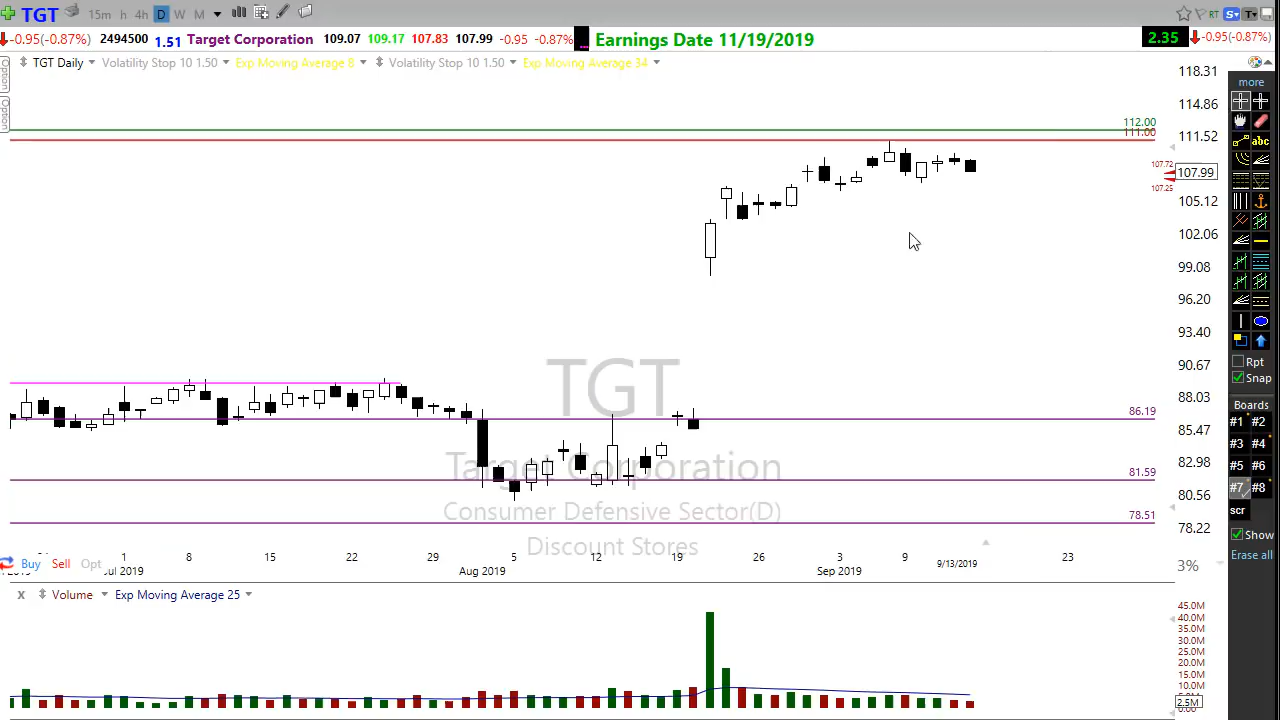 TGT 15m h 4h D W M RT S T
-0.95(-0.87%) 2494500 1.51 Target Corporation 109.07 109.17 107.83 107.99 -0.95 -0.87% Earnings Date 11/19/2019 2.35 -0.95(-0.87%)
TGT Daily Volatility Stop 10 1.50 Exp Moving Average 8 Volatility Stop 10 1.50 Exp Moving Average 34
Option
Option
118.31
114.86
112.00
111.00
111.52
107.72
107.99
107.25
105.12
102.06
99.08
96.20
93.40
90.67
88.03
86.19
85.47
82.98
81.59
80.56
78.51
78.22
TGT
Target Corporation
Consumer Defensive Sector(D)
Discount Stores
1 8 15 22 29 5 12 19 26 3 9 9/13/2019 23
Jul 2019 Aug 2019 Sep 2019
Buy Sell Opt 3%
X Volume Exp Moving Average 25
45.0M
40.0M
35.0M
30.0M
25.0M
20.0M
15.0M
10.0M
2.5M
more
abc
Rpt
Snap
Boards
#1 #2
#3 #4
#5 #6
#7 #8
scr
Show
Erase all